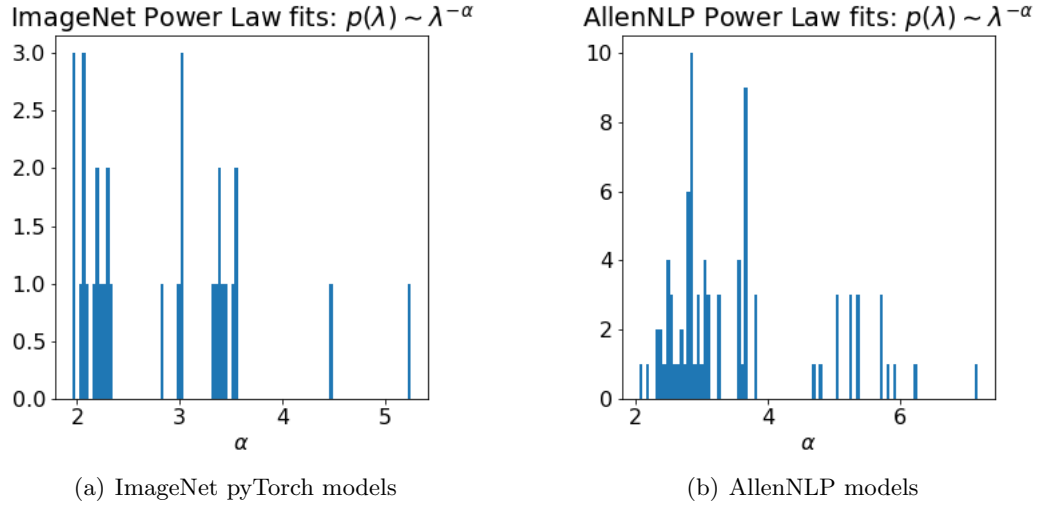 ImageNet Power Law fits: p(λ) ~ λ^−α
3.0
2.5
2.0
1.5
1.0
0.5
0.0
2 3 4 5
α
(a) ImageNet pyTorch models
AllenNLP Power Law fits: p(λ) ~ λ^−α
10
8
6
4
2
0
2 4 6
α
(b) AllenNLP models